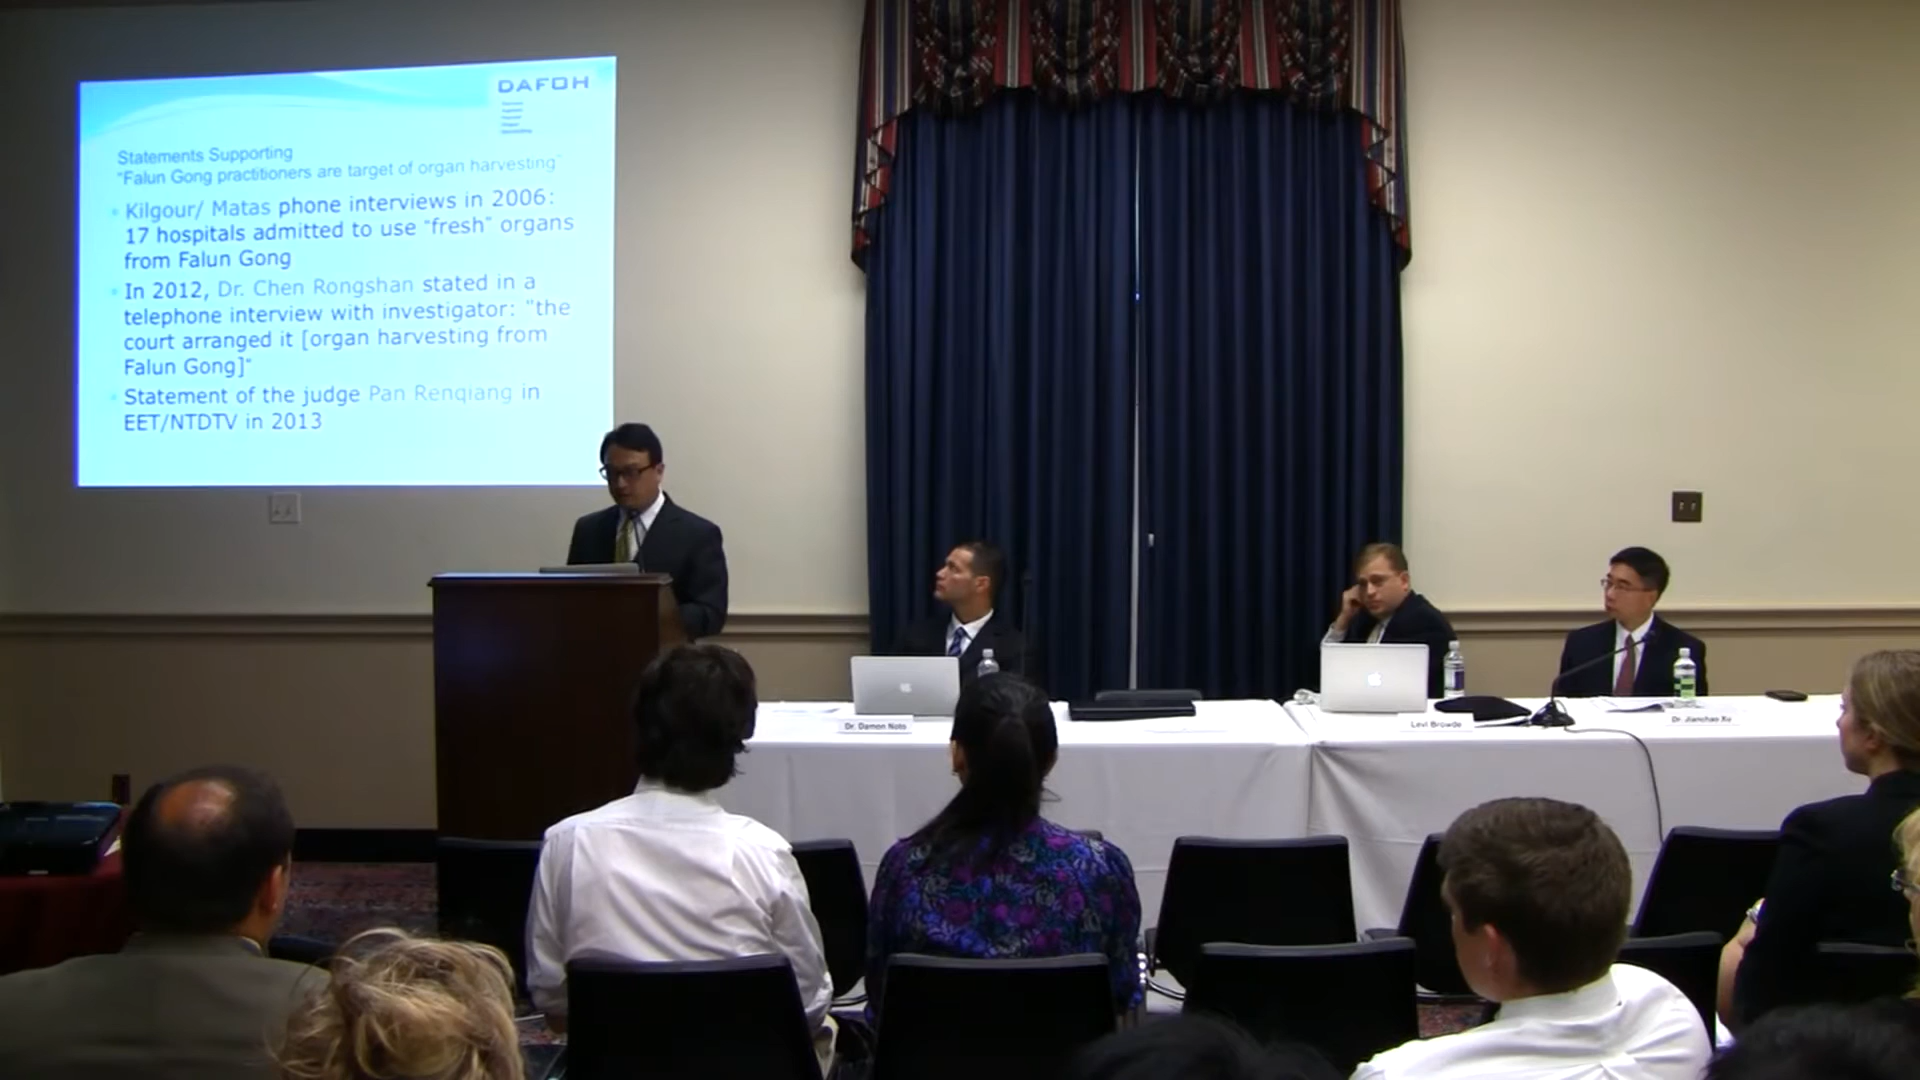 DAFOH
Statements Supporting
"Falun Gong practitioners are target of organ harvesting"
Kilgour/ Matas phone interviews in 2006:
17 hospitals admitted to use "fresh" organs
from Falun Gong
In 2012, Dr. Chen Rongshan stated in a
telephone interview with investigator: "the
court arranged it [organ harvesting from
Falun Gong]"
Statement of the judge Pan Renqiang in
EET/NTDTV in 2013
Dr. Damon Noto
Levi Browde
Dr. Jianchao Xu